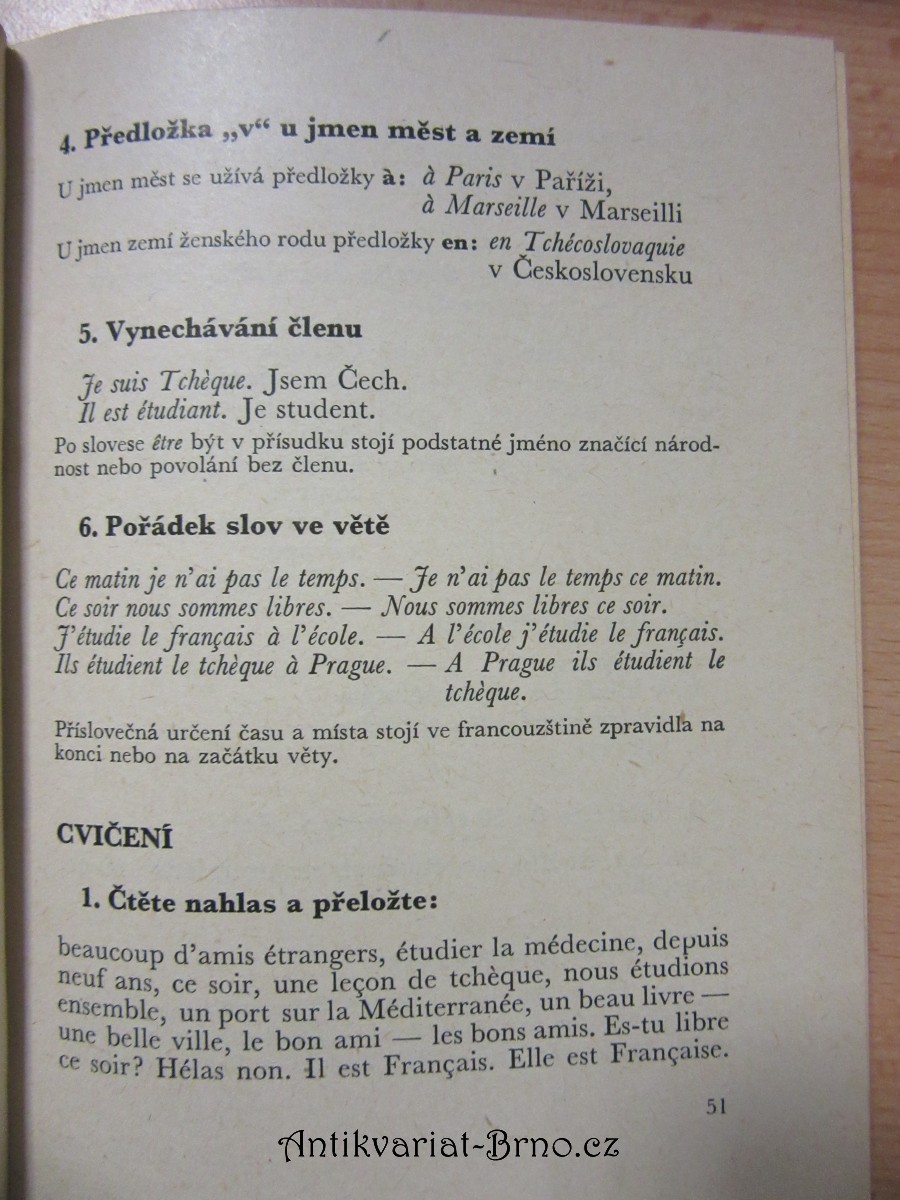 4. Předložka „v“ u jmen měst a zemí
U jmen měst se užívá předložky à: à Paris v Paříži,
à Marseille v Marseilli
U jmen zemí ženského rodu předložky en: en Tchécoslovaquie
v Československu
5. Vynechávání členu
Je suis Tchèque. Jsem Čech.
Il est étudiant. Je student.
Po slovese être být v přísudku stojí podstatné jméno značící národ-
nost nebo povolání bez členu.
6. Pořádek slov ve větě
Ce matin je n'ai pas le temps. — Je n'ai pas le temps ce matin.
Ce soir nous sommes libres. — Nous sommes libres ce soir.
J'étudie le français à l'école. — A l'école j'étudie le français.
Ils étudient le tchèque à Prague. — A Prague ils étudient le
tchèque.
Příslovečná určení času a místa stojí ve francouzštině zpravidla na
konci nebo na začátku věty.
CVIČENÍ
1. Čtěte nahlas a přeložte:
beaucoup d'amis étrangers, étudier la médecine, depuis
neuf ans, ce soir, une leçon de tchèque, nous étudions
ensemble, un port sur la Méditerranée, un beau livre —
une belle ville, le bon ami — les bons amis. Es-tu libre
ce soir? Hélas non. Il est Français. Elle est Française.
51
Antikvariat-Brno.cz